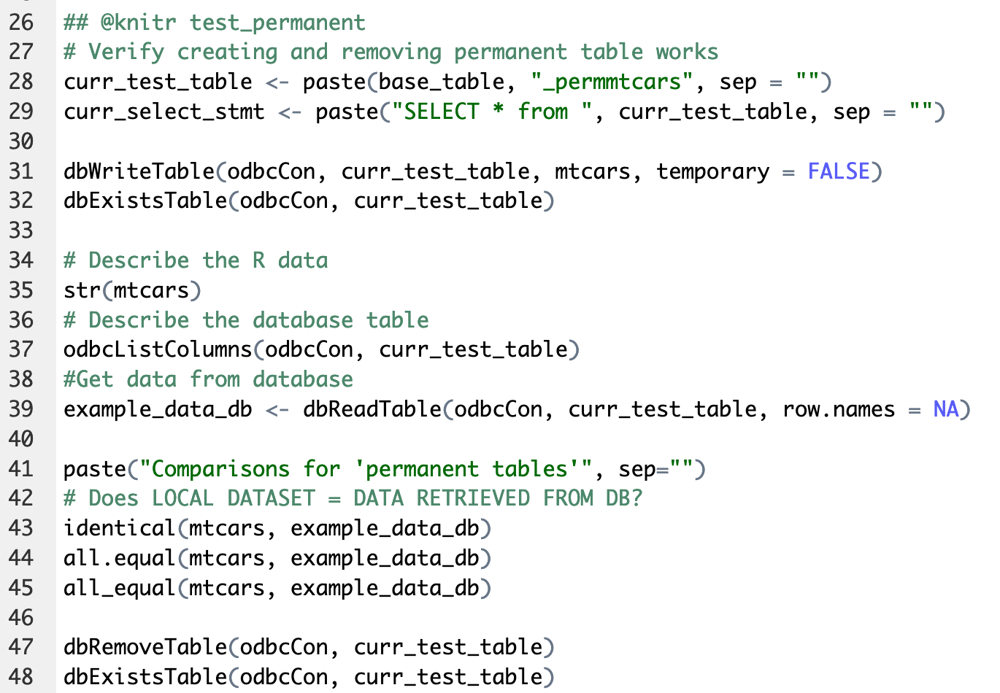 26 ## @knitr test_permanent
27 # Verify creating and removing permanent table works
28 curr_test_table <- paste(base_table, "_permmtcars", sep = "")
29 curr_select_stmt <- paste("SELECT * from ", curr_test_table, sep = "")
30
31 dbWriteTable(odbcCon, curr_test_table, mtcars, temporary = FALSE)
32 dbExistsTable(odbcCon, curr_test_table)
33
34 # Describe the R data
35 str(mtcars)
36 # Describe the database table
37 odbcListColumns(odbcCon, curr_test_table)
38 #Get data from database
39 example_data_db <- dbReadTable(odbcCon, curr_test_table, row.names = NA)
40
41 paste("Comparisons for 'permanent tables'", sep="")
42 # Does LOCAL DATASET = DATA RETRIEVED FROM DB?
43 identical(mtcars, example_data_db)
44 all.equal(mtcars, example_data_db)
45 all_equal(mtcars, example_data_db)
46
47 dbRemoveTable(odbcCon, curr_test_table)
48 dbExistsTable(odbcCon, curr_test_table)